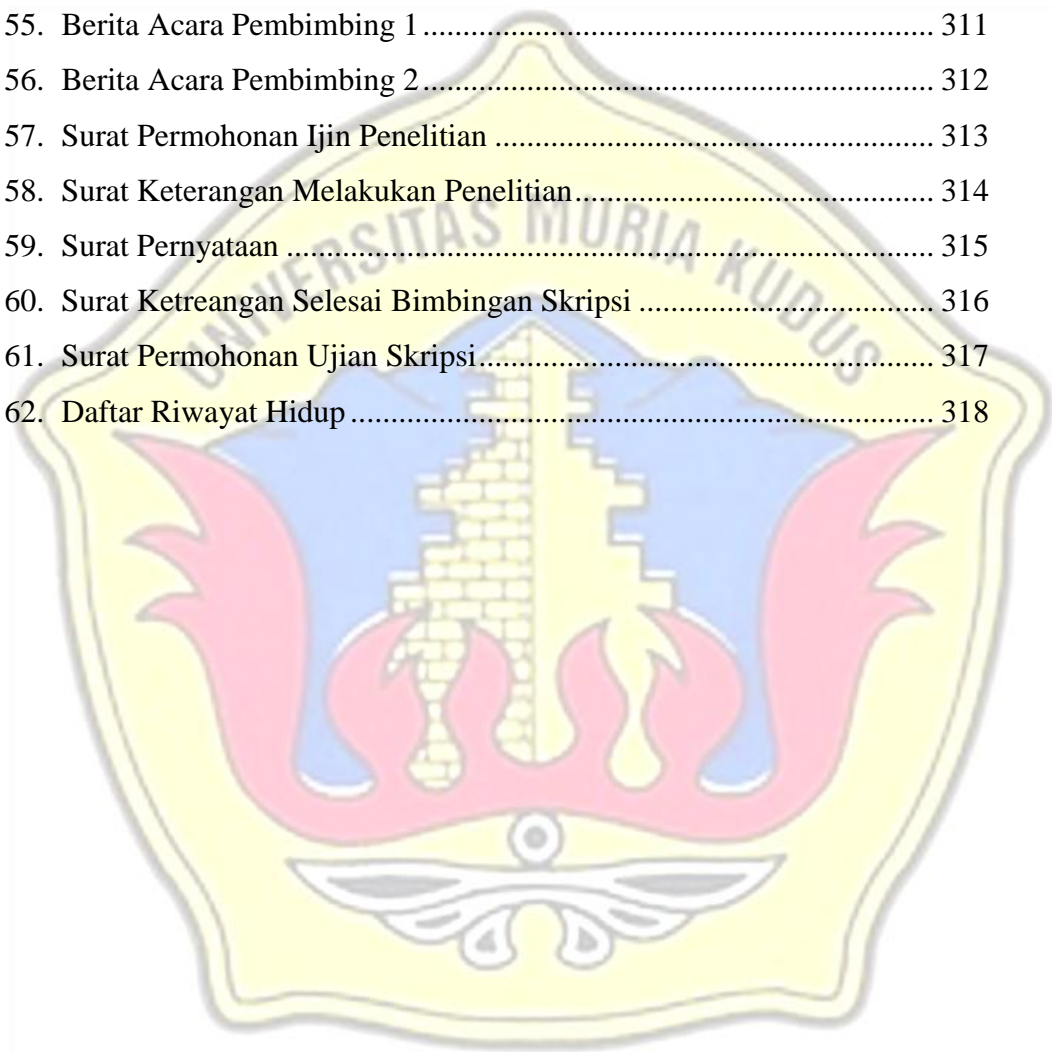 55. Berita Acara Pembimbing 1 ................................................................ 311
56. Berita Acara Pembimbing 2 ................................................................ 312
57. Surat Permohonan Ijin Penelitian ....................................................... 313
58. Surat Keterangan Melakukan Penelitian ............................................. 314
59. Surat Pernyataan ................................................................................. 315
60. Surat Ketreangan Selesai Bimbingan Skripsi ..................................... 316
61. Surat Permohonan Ujian Skripsi ......................................................... 317
62. Daftar Riwayat Hidup ......................................................................... 318
UNIVERSITAS MURIA KUDUS